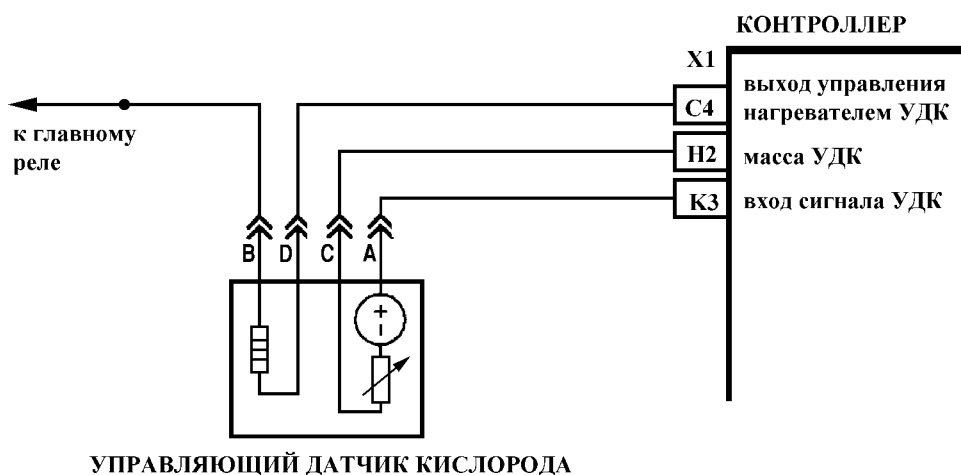 КОНТРОЛЛЕР
X1
C4
выход управления
нагревателем УДК
H2
масса УДК
K3
вход сигнала УДК
к главному
реле
B D C A
УПРАВЛЯЮЩИЙ ДАТЧИК КИСЛОРОДА